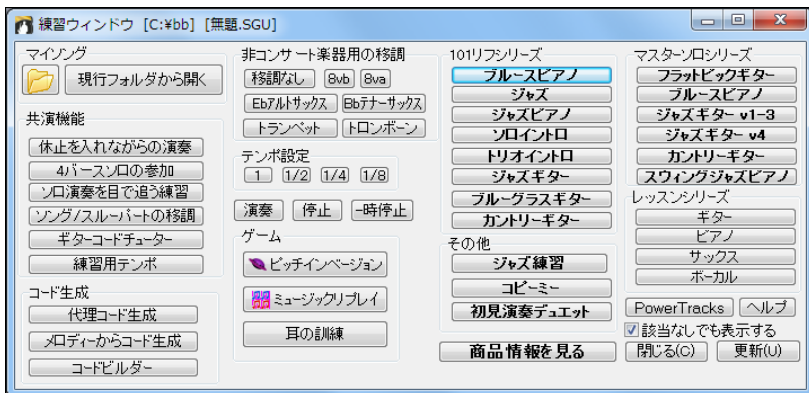 練習ウィンドウ [C:¥bb] [無題.SGU]
マイソング
現行フォルダから開く
共演機能
休止を入れながらの演奏
4バースソロの参加
ソロ演奏を目で追う練習
ソング/スルーパートの移調
ギターコードチューター
練習用テンポ
コード生成
代理コード生成
メロディーからコード生成
コードビルダー
非コンサート楽器用の移調
移調なし 8vb 8va
Ebアルトサックス Bbテナーサックス
トランペット トロンボーン
テンポ設定
1 1/2 1/4 1/8
演奏 停止 一時停止
ゲーム
ピッチインベージョン
ミュージックリプレイ
耳の訓練
101リフシリーズ
ブルースピアノ
ジャズ
ジャズピアノ
ソロイントロ
トリオイントロ
ジャズギター
ブルーグラスギター
カントリーギター
その他
ジャズ練習
コピーミー
初見演奏デュエット
商品情報を見る
マスターソロシリーズ
フラットピックギター
ブルースピアノ
ジャズギター v1-3
ジャズギター v4
カントリーギター
スウィングジャズピアノ
レッスンシリーズ
ギター
ピアノ
サックス
ボーカル
PowerTracks ヘルプ
該当なしでも表示する
閉じる(C) 更新(U)